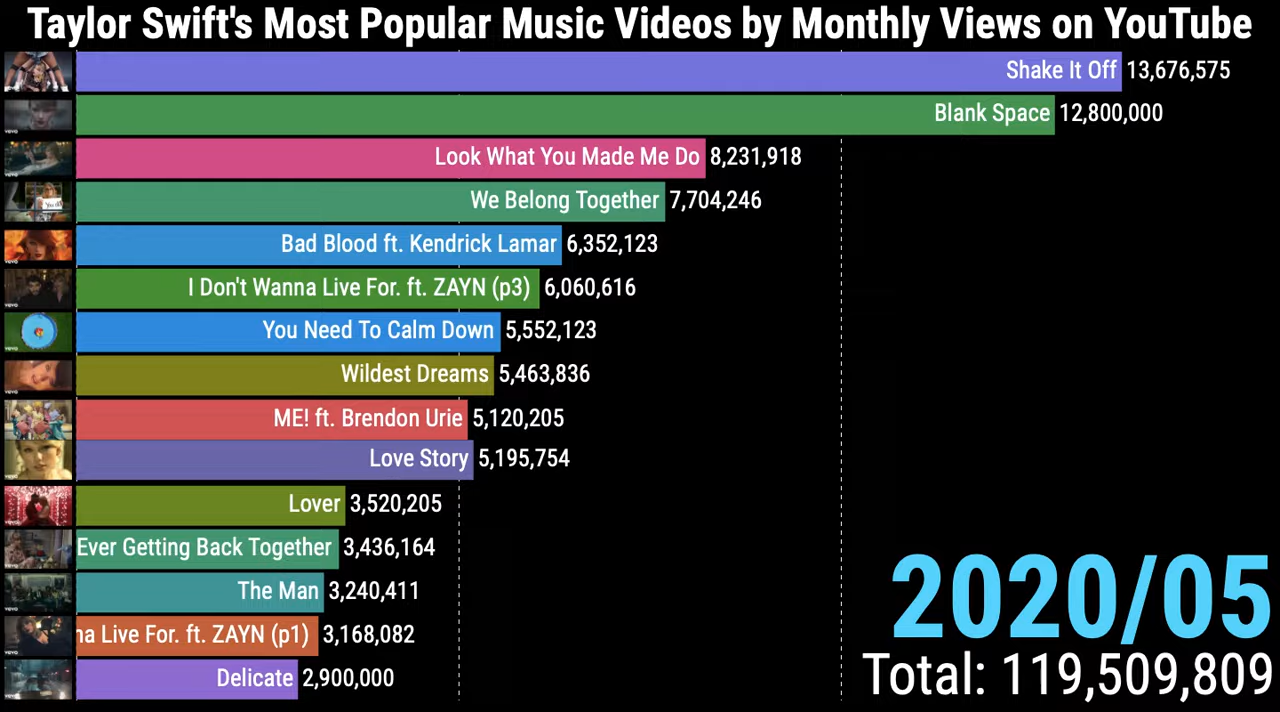 Taylor Swift's Most Popular Music Videos by Monthly Views on YouTube
Shake It Off 13,676,575
Blank Space 12,800,000
Look What You Made Me Do 8,231,918
We Belong Together 7,704,246
Bad Blood ft. Kendrick Lamar 6,352,123
I Don't Wanna Live For. ft. ZAYN (p3) 6,060,616
You Need To Calm Down 5,552,123
Wildest Dreams 5,463,836
ME! ft. Brendon Urie 5,120,205
Love Story 5,195,754
Lover 3,520,205
Ever Getting Back Together 3,436,164
The Man 3,240,411
na Live For. ft. ZAYN (p1) 3,168,082
Delicate 2,900,000
2020/05
Total: 119,509,809